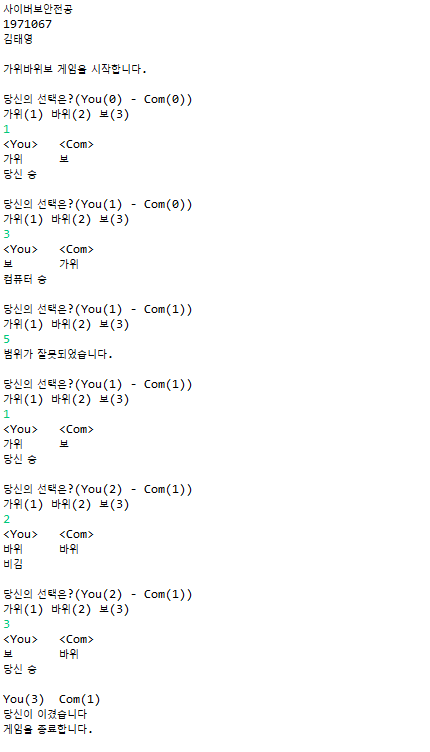 사이버보안전공
1971067
김태영
가위바위보 게임을 시작합니다.
당신의 선택은?(You(0) - Com(0))
가위(1) 바위(2) 보(3)
1
<You>   <Com>
가위     보
당신 승
당신의 선택은?(You(1) - Com(0))
가위(1) 바위(2) 보(3)
3
<You>   <Com>
보       가위
컴퓨터 승
당신의 선택은?(You(1) - Com(1))
가위(1) 바위(2) 보(3)
5
범위가 잘못되었습니다.
당신의 선택은?(You(1) - Com(1))
가위(1) 바위(2) 보(3)
1
<You>   <Com>
가위     보
당신 승
당신의 선택은?(You(2) - Com(1))
가위(1) 바위(2) 보(3)
2
<You>   <Com>
바위     바위
비김
당신의 선택은?(You(2) - Com(1))
가위(1) 바위(2) 보(3)
3
<You>   <Com>
보       바위
당신 승
You(3)  Com(1)
당신이 이겼습니다
게임을 종료합니다.